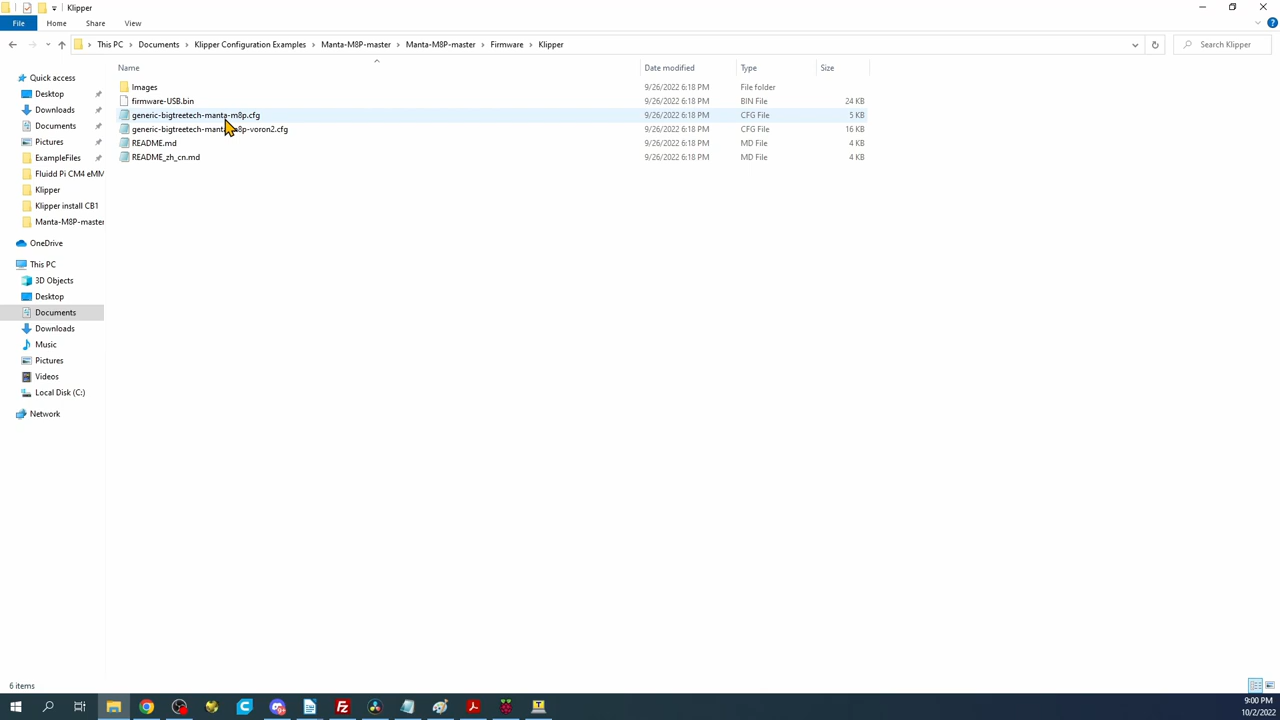 Klipper
File Home Share View
This PC Documents Klipper Configuration Examples Manta-M8P-master Manta-M8P-master Firmware Klipper
Search Klipper
Name Date modified Type Size
Quick access
Desktop
Downloads
Documents
Pictures
ExampleFiles
Fluidd Pi CM4 eMM
Klipper
Klipper install CB1
Manta-M8P-master
OneDrive
This PC
3D Objects
Desktop
Documents
Downloads
Music
Pictures
Videos
Local Disk (C:)
Network
Images 9/26/2022 6:18 PM File folder
firmware-USB.bin 9/26/2022 6:18 PM BIN File 24 KB
generic-bigtreetech-manta-m8p.cfg 9/26/2022 6:18 PM CFG File 5 KB
generic-bigtreetech-manta-m8p-voron2.cfg 9/26/2022 6:18 PM CFG File 16 KB
README.md 9/26/2022 6:18 PM MD File 4 KB
README_zh_cn.md 9/26/2022 6:18 PM MD File 4 KB
6 items
9:00 PM
10/2/2022